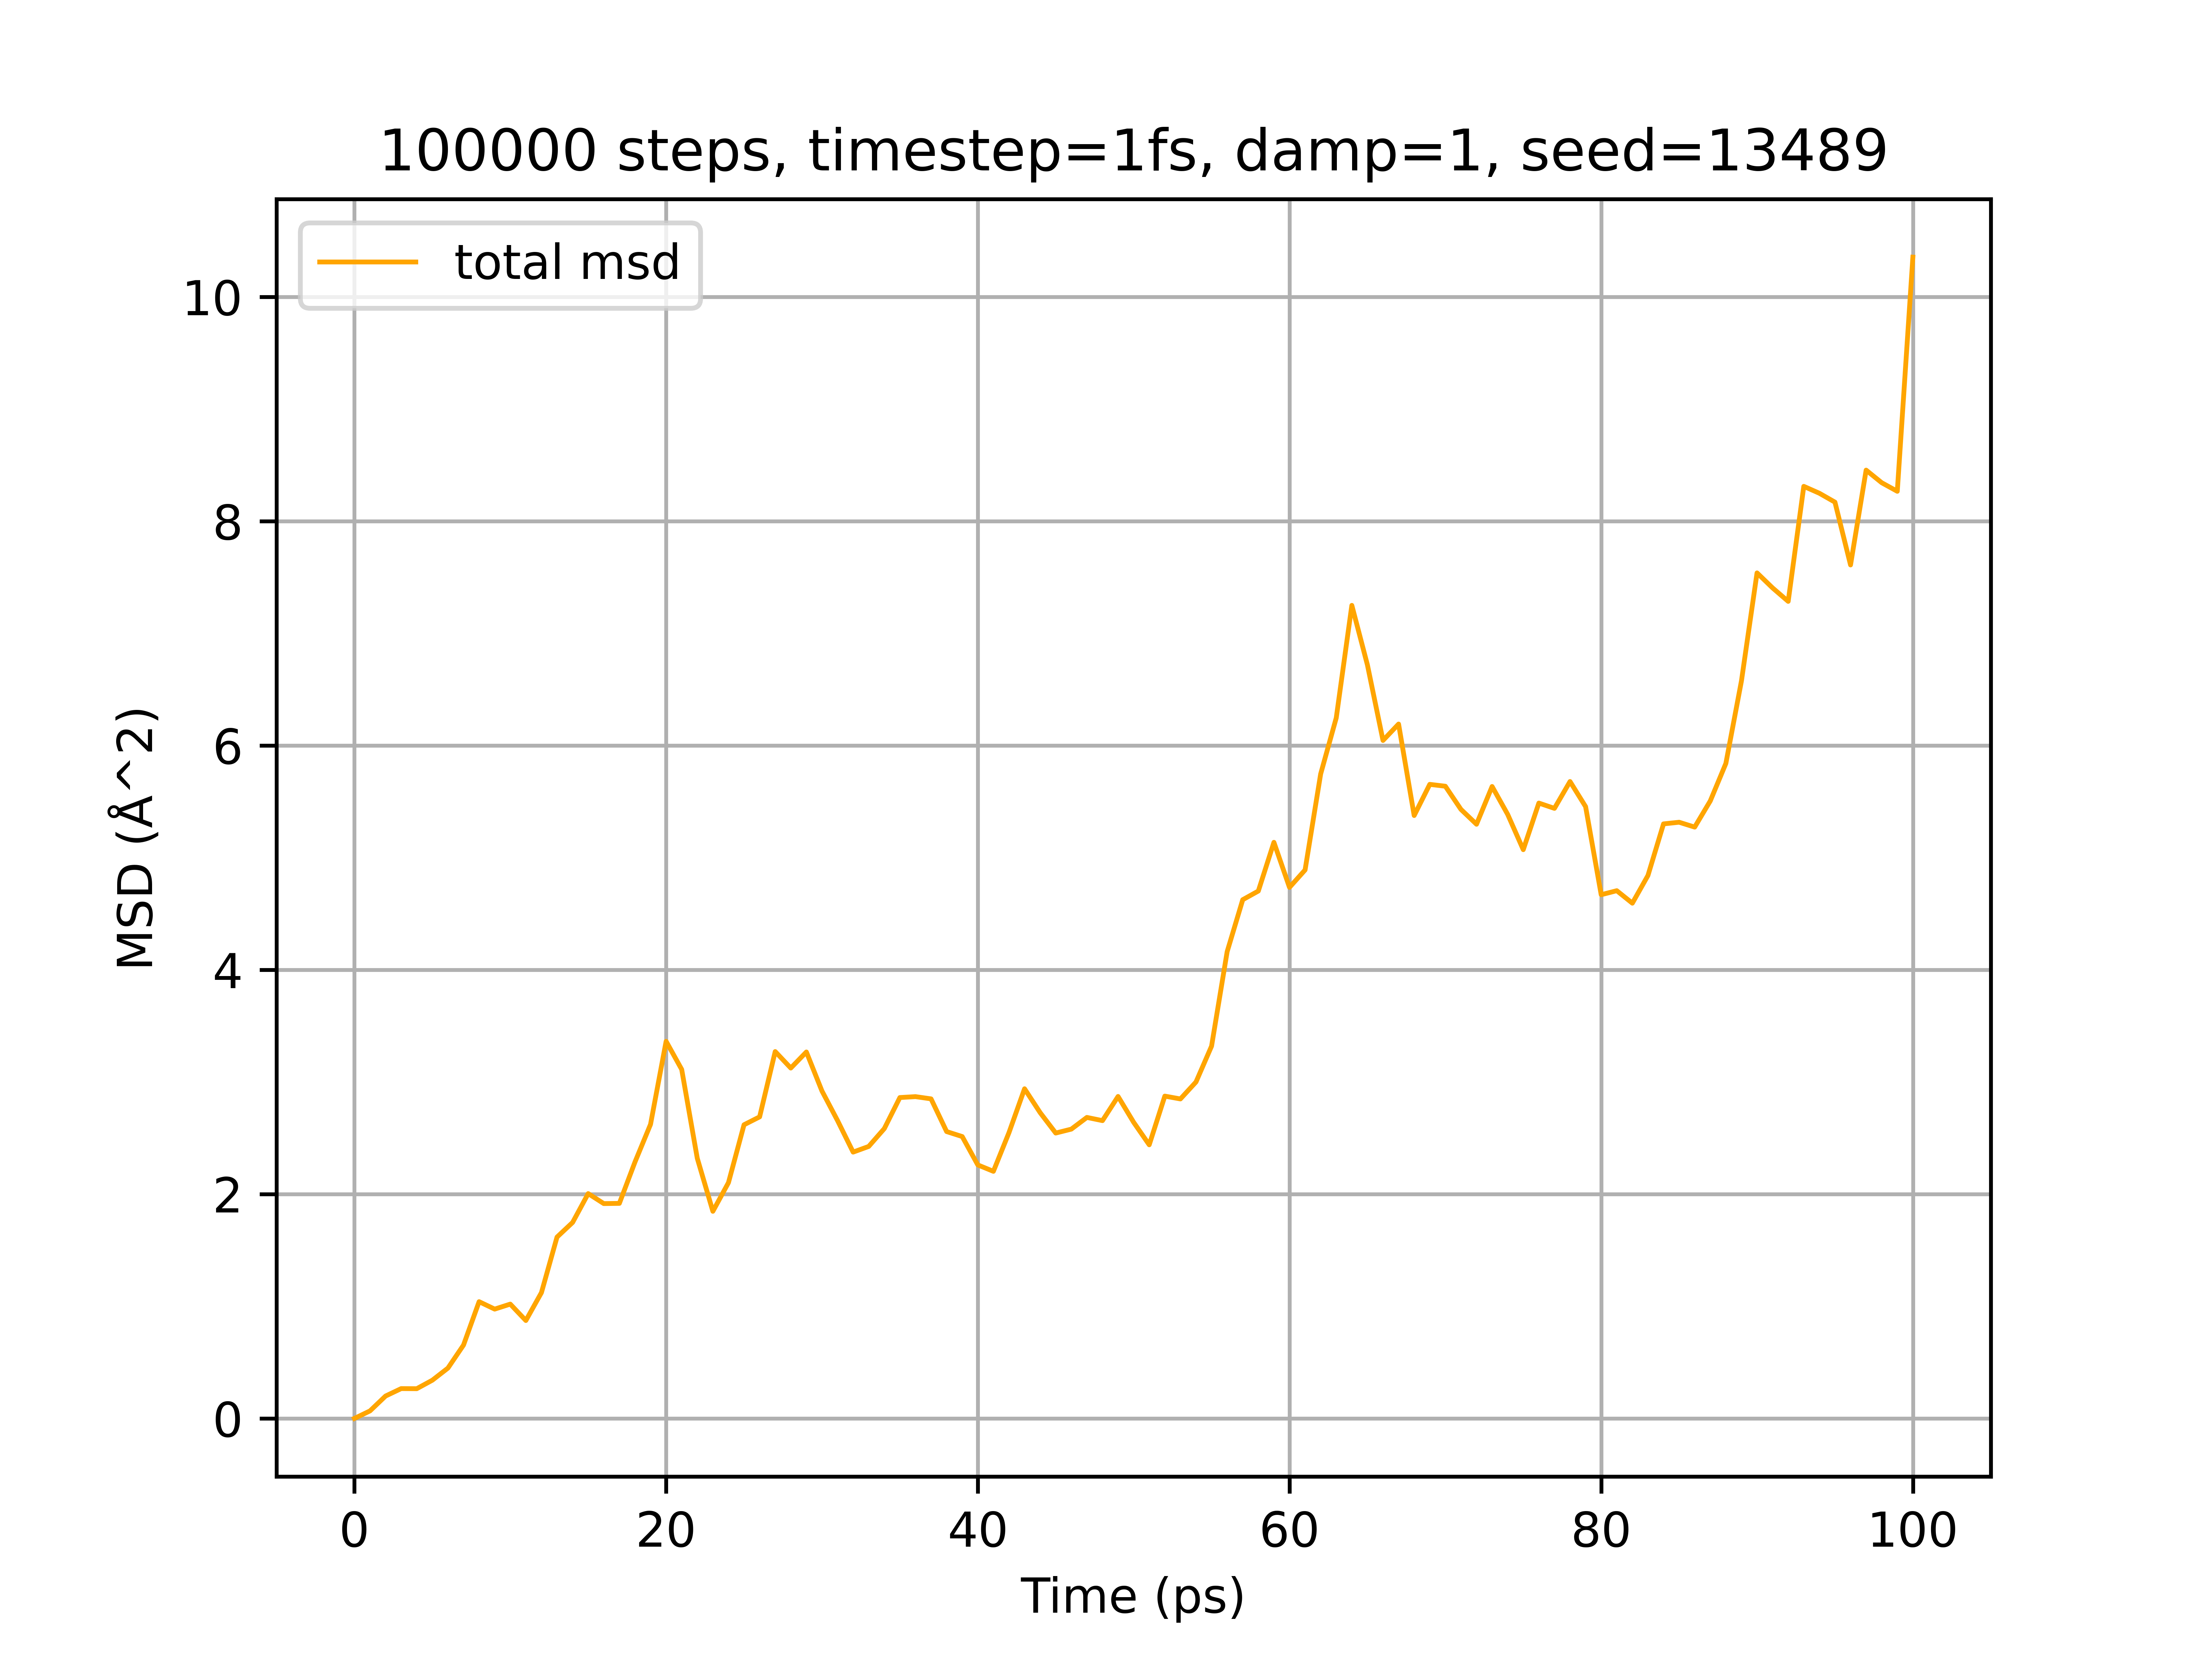 100000 steps, timestep=1fs, damp=1, seed=13489
total msd
10
8
6
4
2
0
MSD (Å^2)
0 20 40 60 80 100
Time (ps)